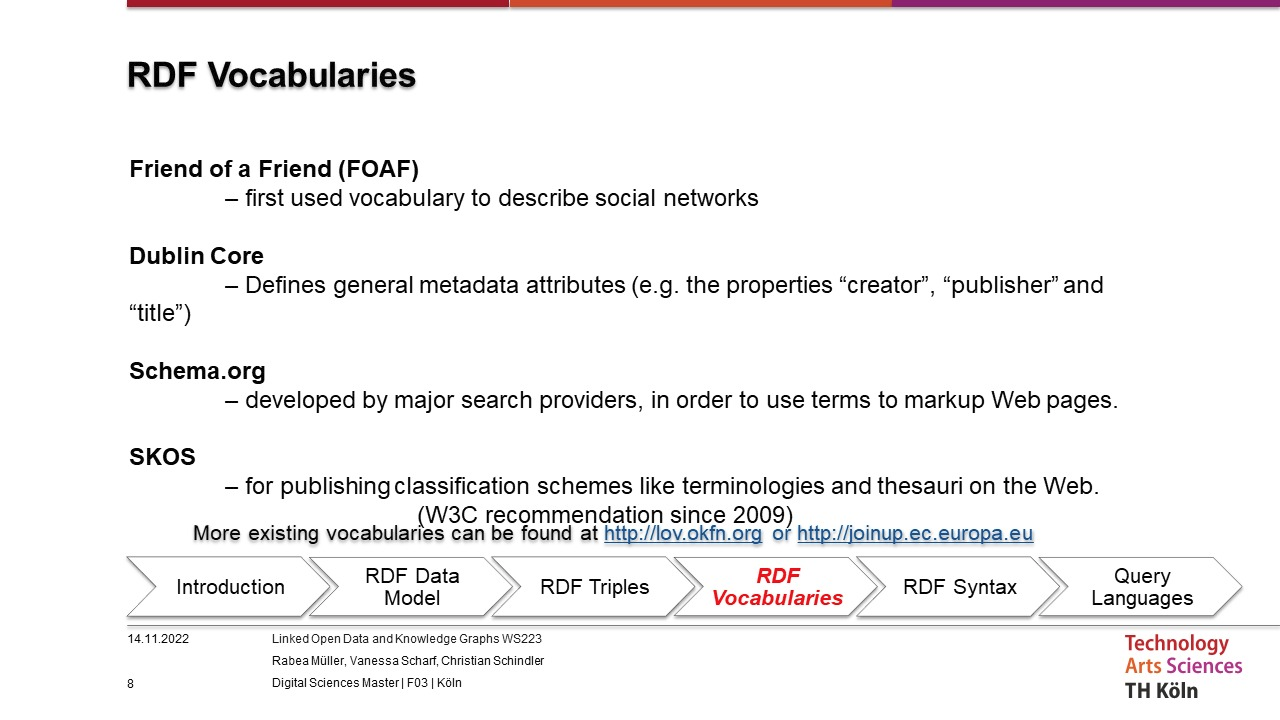 RDF Vocabularies
Friend of a Friend (FOAF)
– first used vocabulary to describe social networks
Dublin Core
– Defines general metadata attributes (e.g. the properties “creator”, “publisher” and
“title”)
Schema.org
– developed by major search providers, in order to use terms to markup Web pages.
SKOS
– for publishing classification schemes like terminologies and thesauri on the Web.
(W3C recommendation since 2009)
More existing vocabularies can be found at http://lov.okfn.org or http://joinup.ec.europa.eu
Introduction
RDF Data
Model
RDF Triples
RDF
Vocabularies
RDF Syntax
Query
Languages
14.11.2022
Linked Open Data and Knowledge Graphs WS223
Rabea Müller, Vanessa Scharf, Christian Schindler
8
Digital Sciences Master | F03 | Köln
Technology
Arts Sciences
TH Köln